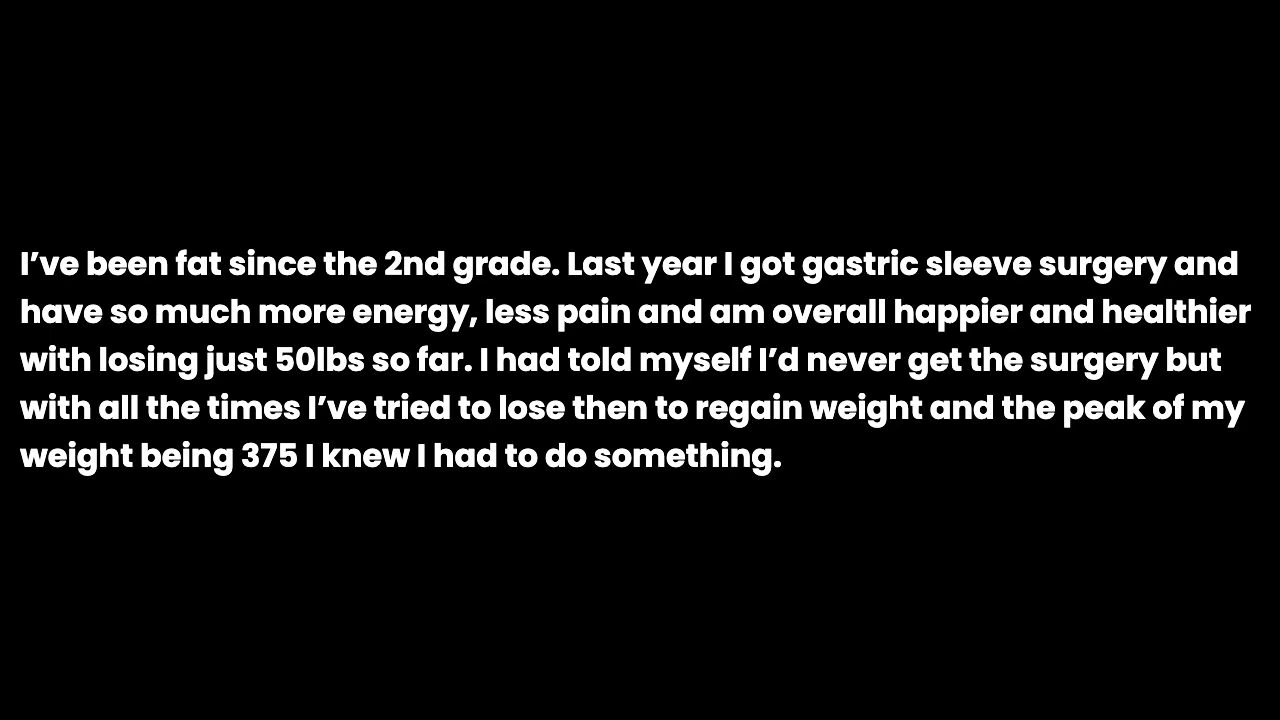 I’ve been fat since the 2nd grade. Last year I got gastric sleeve surgery and
have so much more energy, less pain and am overall happier and healthier
with losing just 50lbs so far. I had told myself I’d never get the surgery but
with all the times I’ve tried to lose then to regain weight and the peak of my
weight being 375 I knew I had to do something.